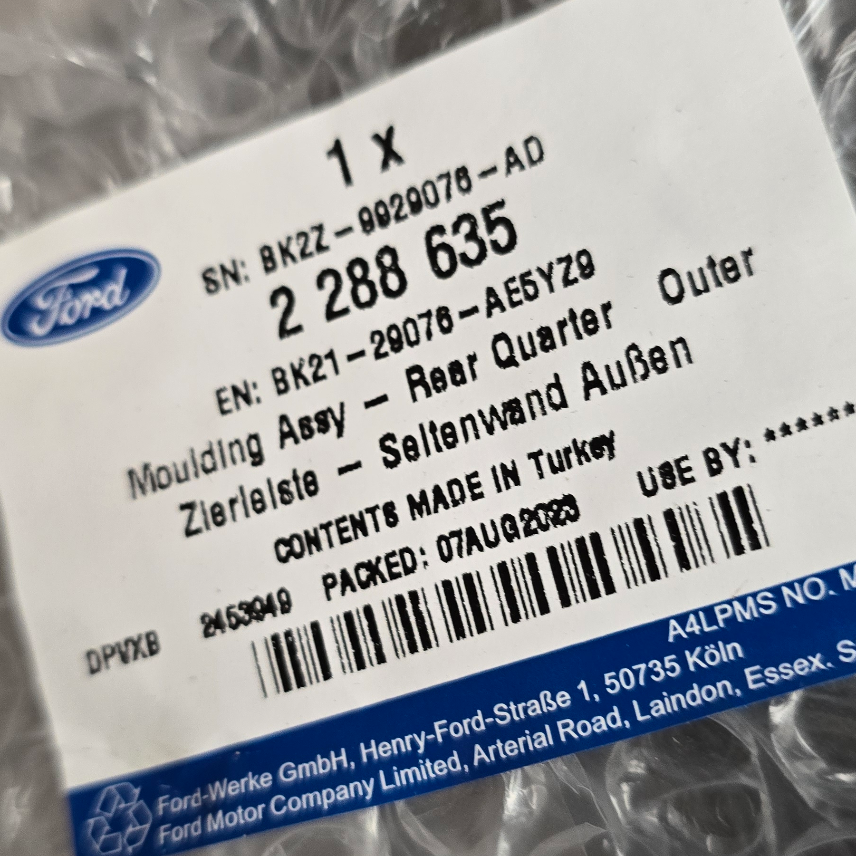 1 x
SN: BK2Z-9929076-AD
2 288 635
Ford
EN: BK21-29076-AE5YZ9
Moulding Assy - Rear Quarter Outer
Zierleiste - Seitenwand Außen
CONTENTS MADE IN Turkey
PACKED: 07AUG2023 USE BY: *******
DPVXB 2453949
A4LPMS NO. M
Ford-Werke GmbH, Henry-Ford-Straße 1, 50735 Köln
Ford Motor Company Limited, Arterial Road, Laindon, Essex. S